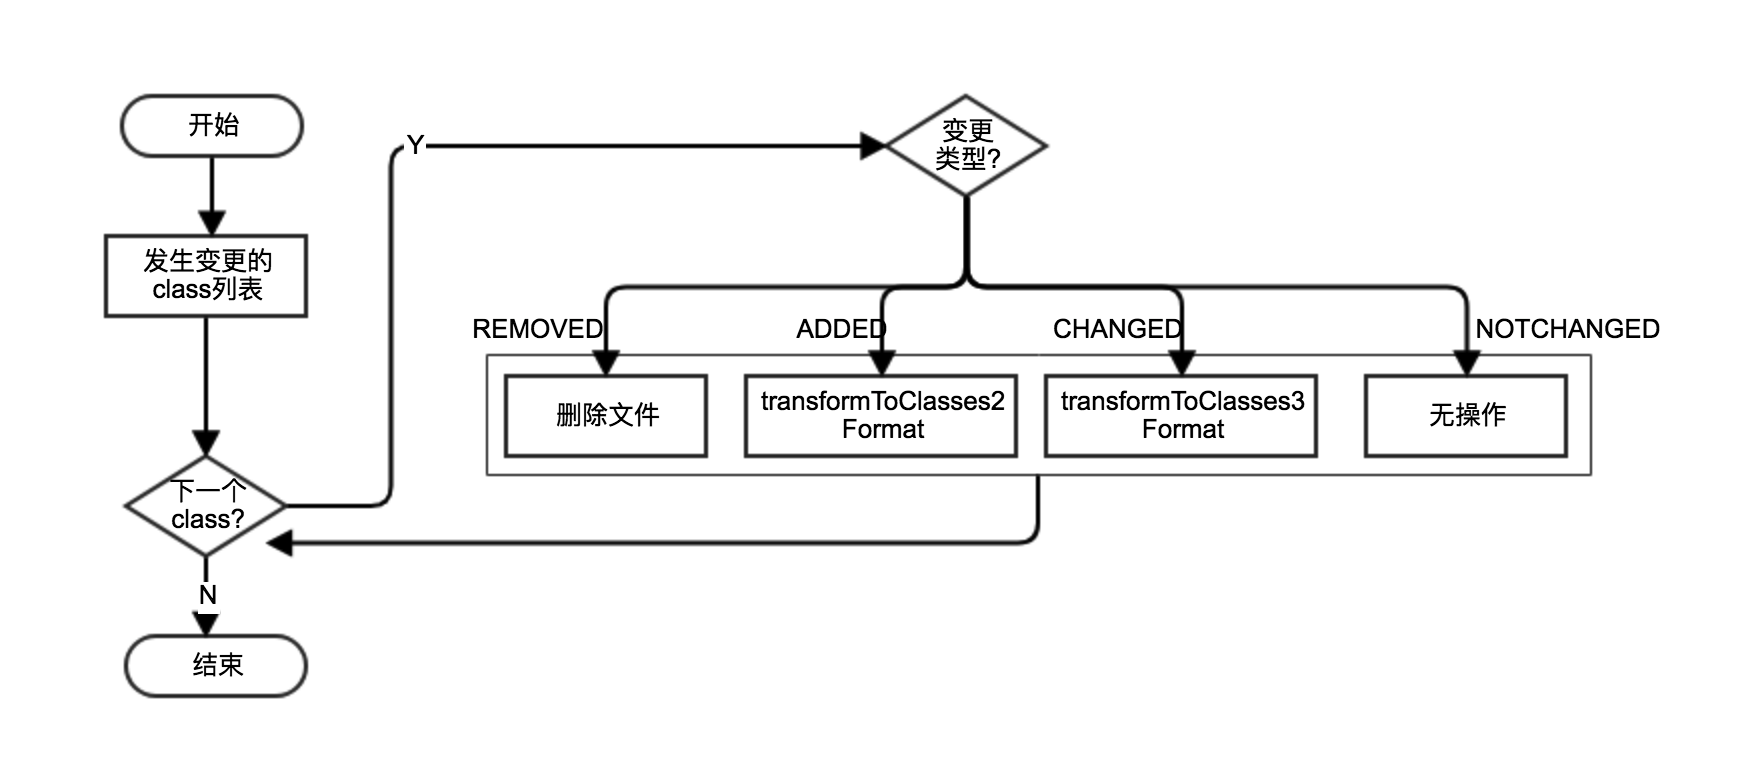 开始
Y
变更
类型?
发生变更的
class列表
REMOVED
ADDED
CHANGED
NOTCHANGED
删除文件
transformToClasses2
Format
transformToClasses3
Format
无操作
下一个
class?
N
结束